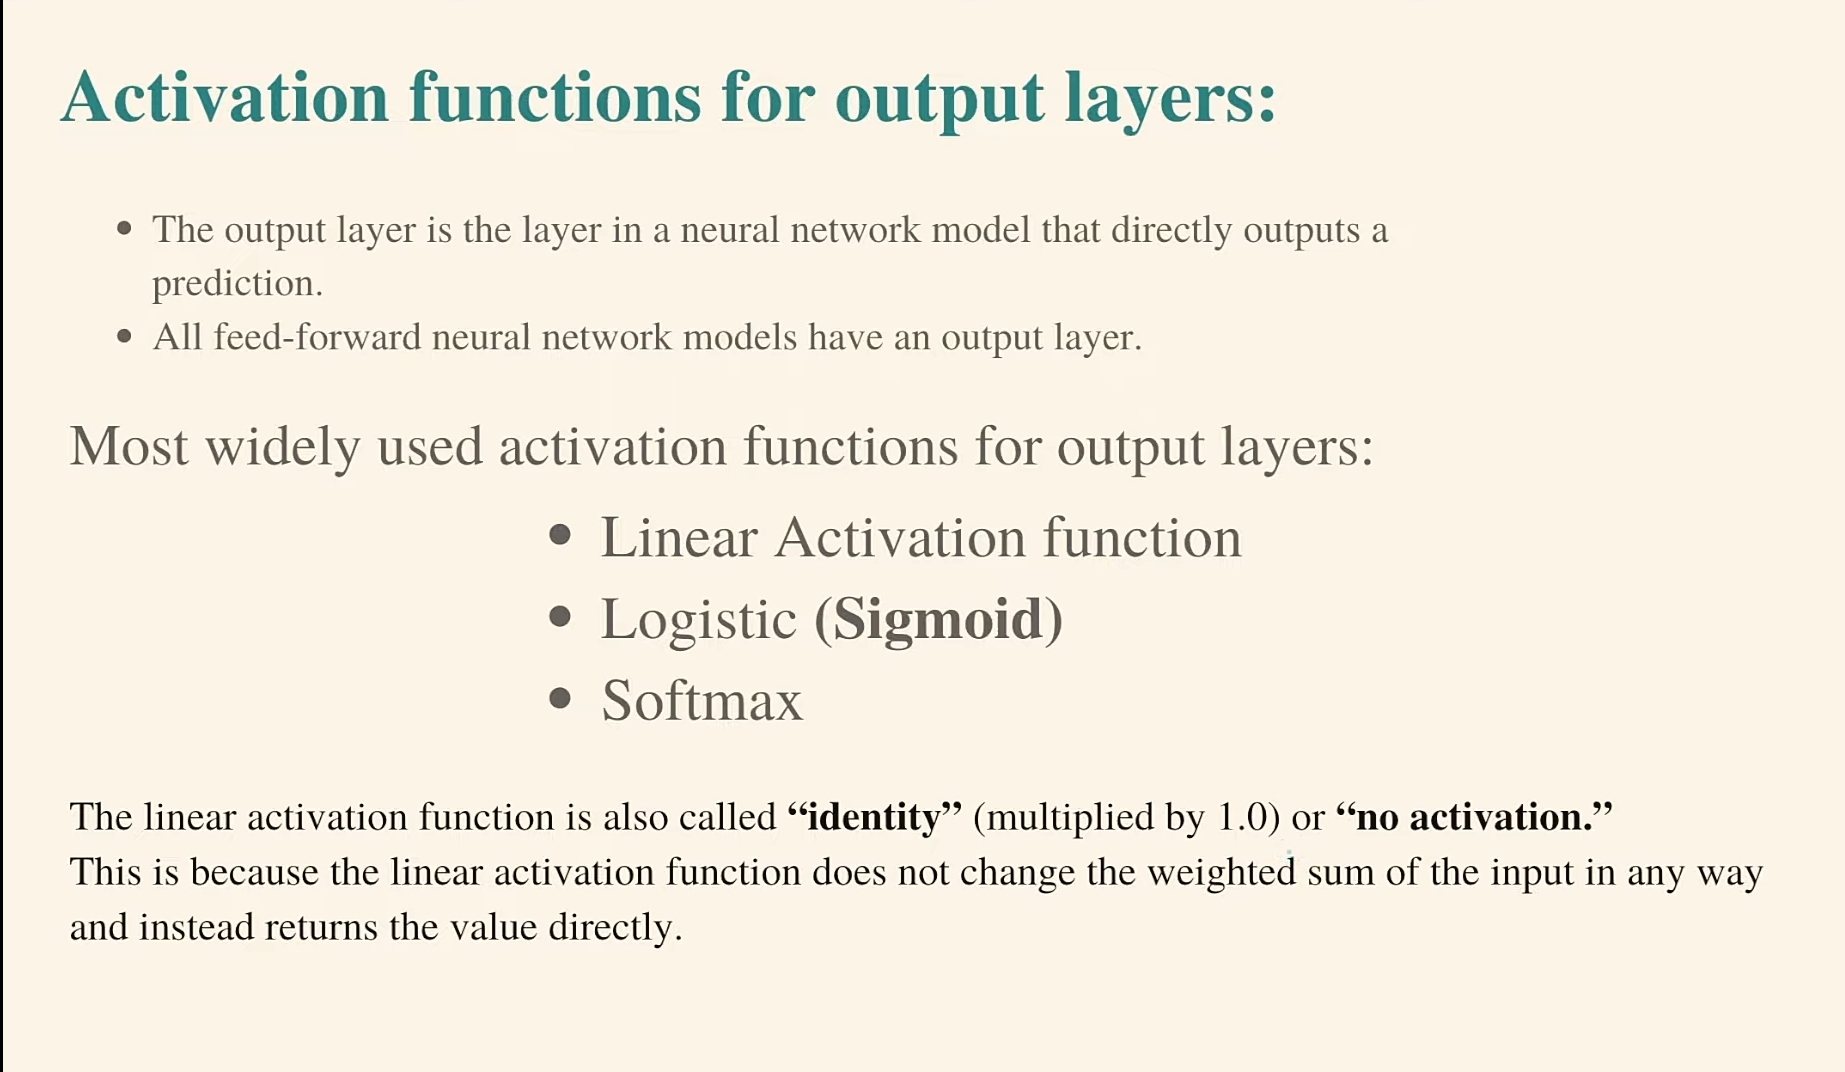 Activation functions for output layers:
• The output layer is the layer in a neural network model that directly outputs a
prediction.
• All feed-forward neural network models have an output layer.
Most widely used activation functions for output layers:
• Linear Activation function
• Logistic (Sigmoid)
• Softmax
The linear activation function is also called “identity” (multiplied by 1.0) or “no activation.”
This is because the linear activation function does not change the weighted sum of the input in any way
and instead returns the value directly.